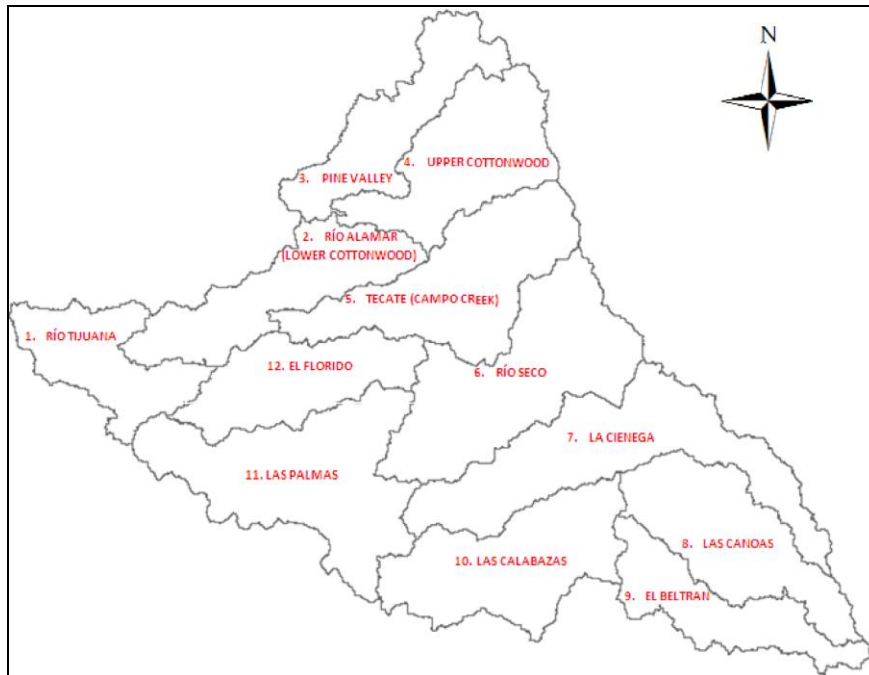 N
4. UPPER COTTONWOOD
3. PINE VALLEY
2. RÍO ALAMAR
(LOWER COTTONWOOD)
5. TECATE (CAMPO CREEK)
1. RÍO TIJUANA
12. EL FLORIDO
6. RÍO SECO
7. LA CIENEGA
11. LAS PALMAS
8. LAS CANOAS
10. LAS CALABAZAS
9. EL BELTRAN